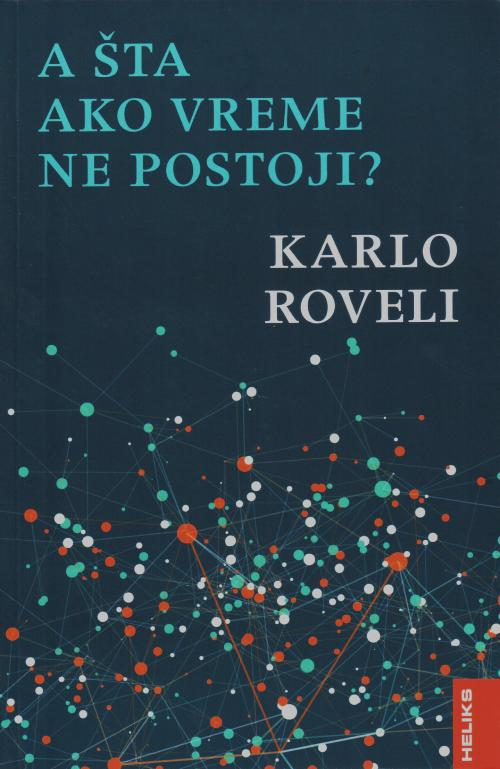 A ŠTA
AKO VREME
NE POSTOJI?
KARLO
ROVELI
HELIKS